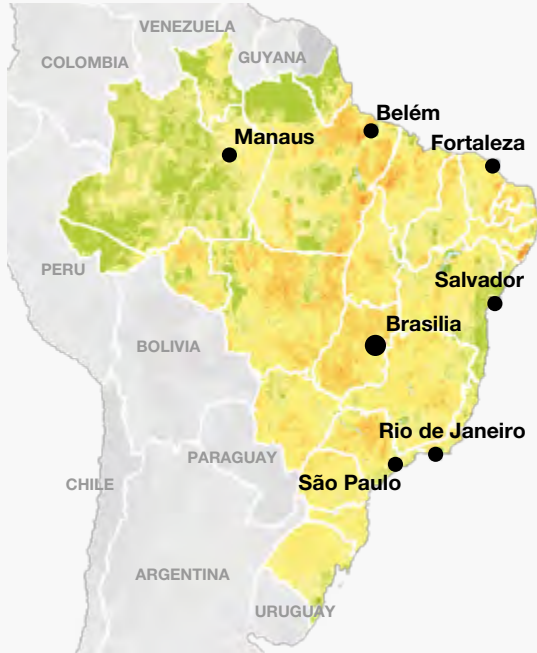 VENEZUELA
GUYANA
COLOMBIA
Belém
Manaus
Fortaleza
PERU
Salvador
Brasilia
BOLIVIA
Rio de Janeiro
PARAGUAY
São Paulo
CHILE
ARGENTINA
URUGUAY